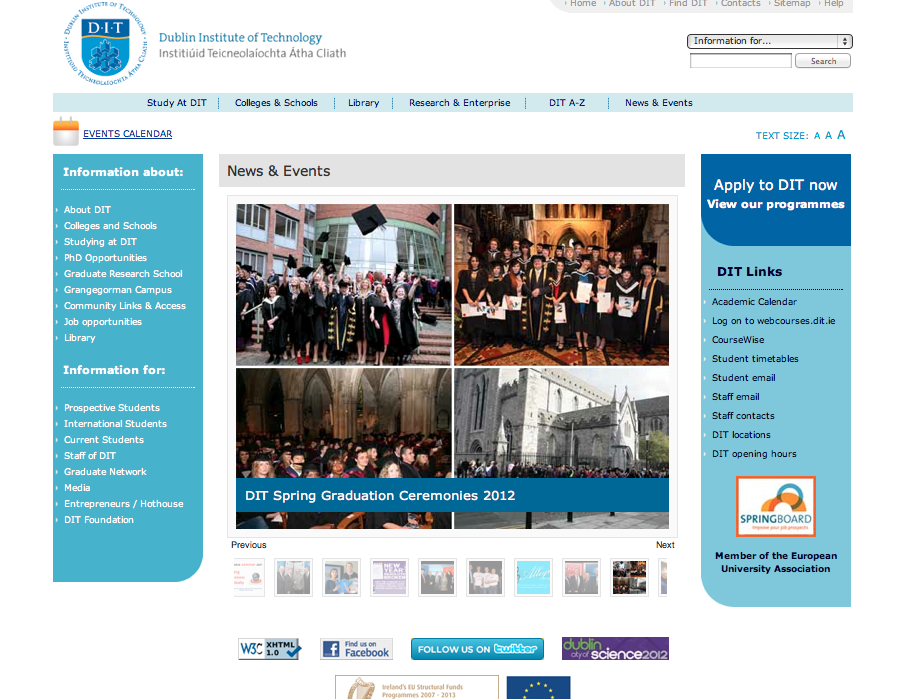 Home About DIT Find DIT Contacts Sitemap Help
DUBLIN INSTITUTE OF TECHNOLOGY
INSTITIÚID TEICNEOLAÍOCHTA ÁTHA CLIATH
D·I·T
Dublin Institute of Technology
Institiúid Teicneolaíochta Átha Cliath
Information for...
Search
Study At DIT
Colleges & Schools
Library
Research & Enterprise
DIT A-Z
News & Events
EVENTS CALENDAR
TEXT SIZE: A A A
Information about:
About DIT
Colleges and Schools
Studying at DIT
PhD Opportunities
Graduate Research School
Grangegorman Campus
Community Links & Access
Job opportunities
Library
Information for:
Prospective Students
International Students
Current Students
Staff of DIT
Graduate Network
Media
Entrepreneurs / Hothouse
DIT Foundation
News & Events
DIT Spring Graduation Ceremonies 2012
Previous
Next
NEW
YEAR
Apply to DIT now
View our programmes
DIT Links
Academic Calendar
Log on to webcourses.dit.ie
CourseWise
Student timetables
Student email
Staff email
Staff contacts
DIT locations
DIT opening hours
SPRINGBOARD
Improve your job prospects
Member of the European
University Association
W3C XHTML
1.0
Find us on
Facebook
FOLLOW US ON twitter
dublin
city of science2012
Ireland's EU Structural Funds
Programmes 2007 - 2013